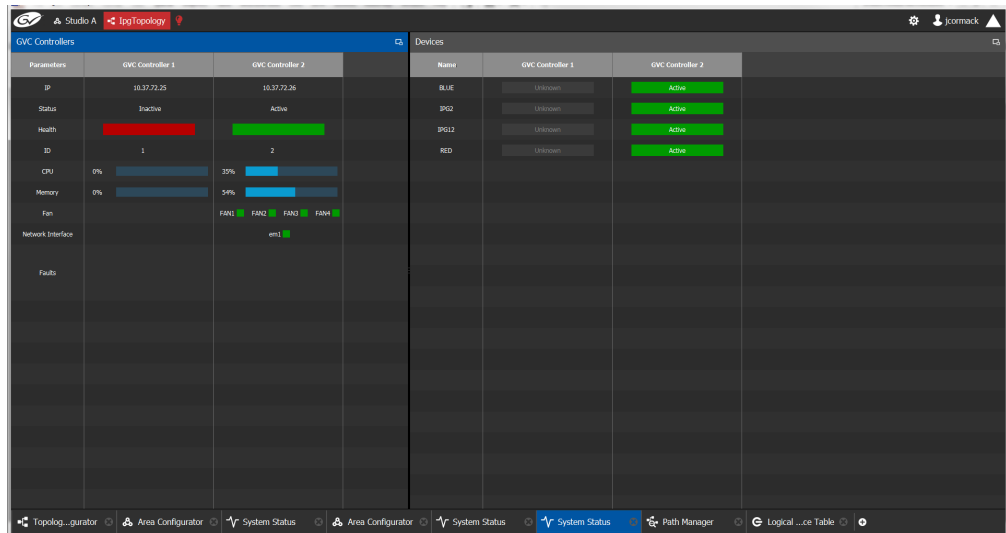 GV Studio A IpgTopology jcormack
GVC Controllers
Devices
Parameters GVC Controller 1 GVC Controller 2
Name GVC Controller 1 GVC Controller 2
IP 10.37.72.25 10.37.72.26
BLUE Unknown Active
Status Inactive Active
IPG2 Unknown Active
Health
IPG12 Unknown Active
ID 1 2
RED Unknown Active
CPU 0% 35%
Memory 0% 54%
Fan FAN1 FAN2 FAN3 FAN4
Network Interface em1
Faults
Topolog...gurator Area Configurator System Status Area Configurator System Status System Status Path Manager Logical ...ce Table